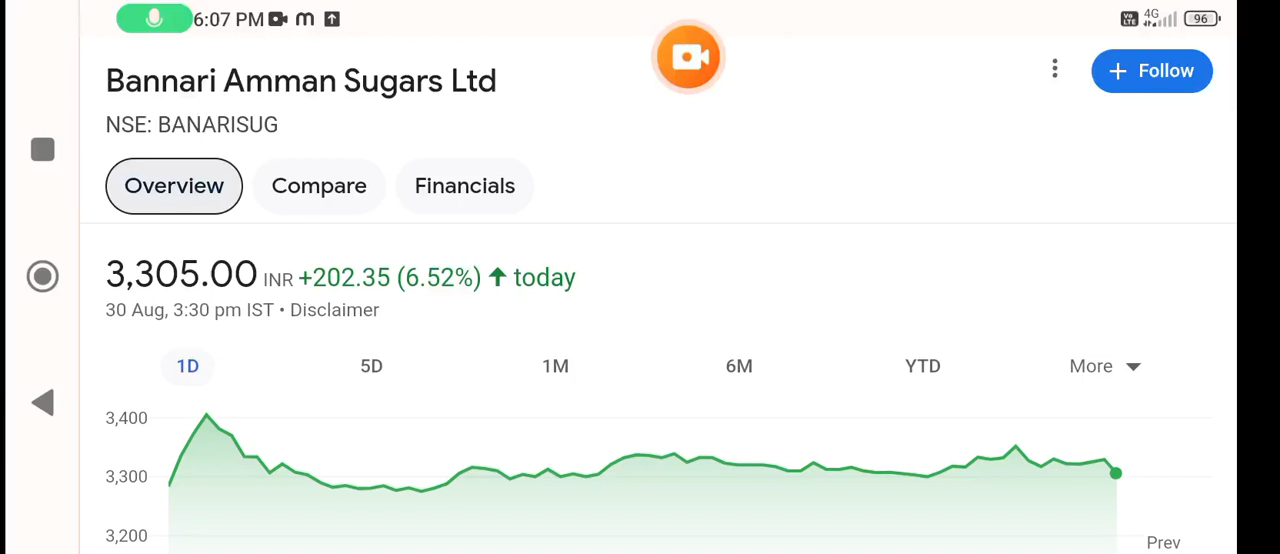 6:07 PM
4G
96
Bannari Amman Sugars Ltd
+ Follow
NSE: BANARISUG
Overview Compare Financials
3,305.00 INR +202.35 (6.52%) ↑ today
30 Aug, 3:30 pm IST • Disclaimer
1D 5D 1M 6M YTD More
3,400
3,300
3,200
Prev